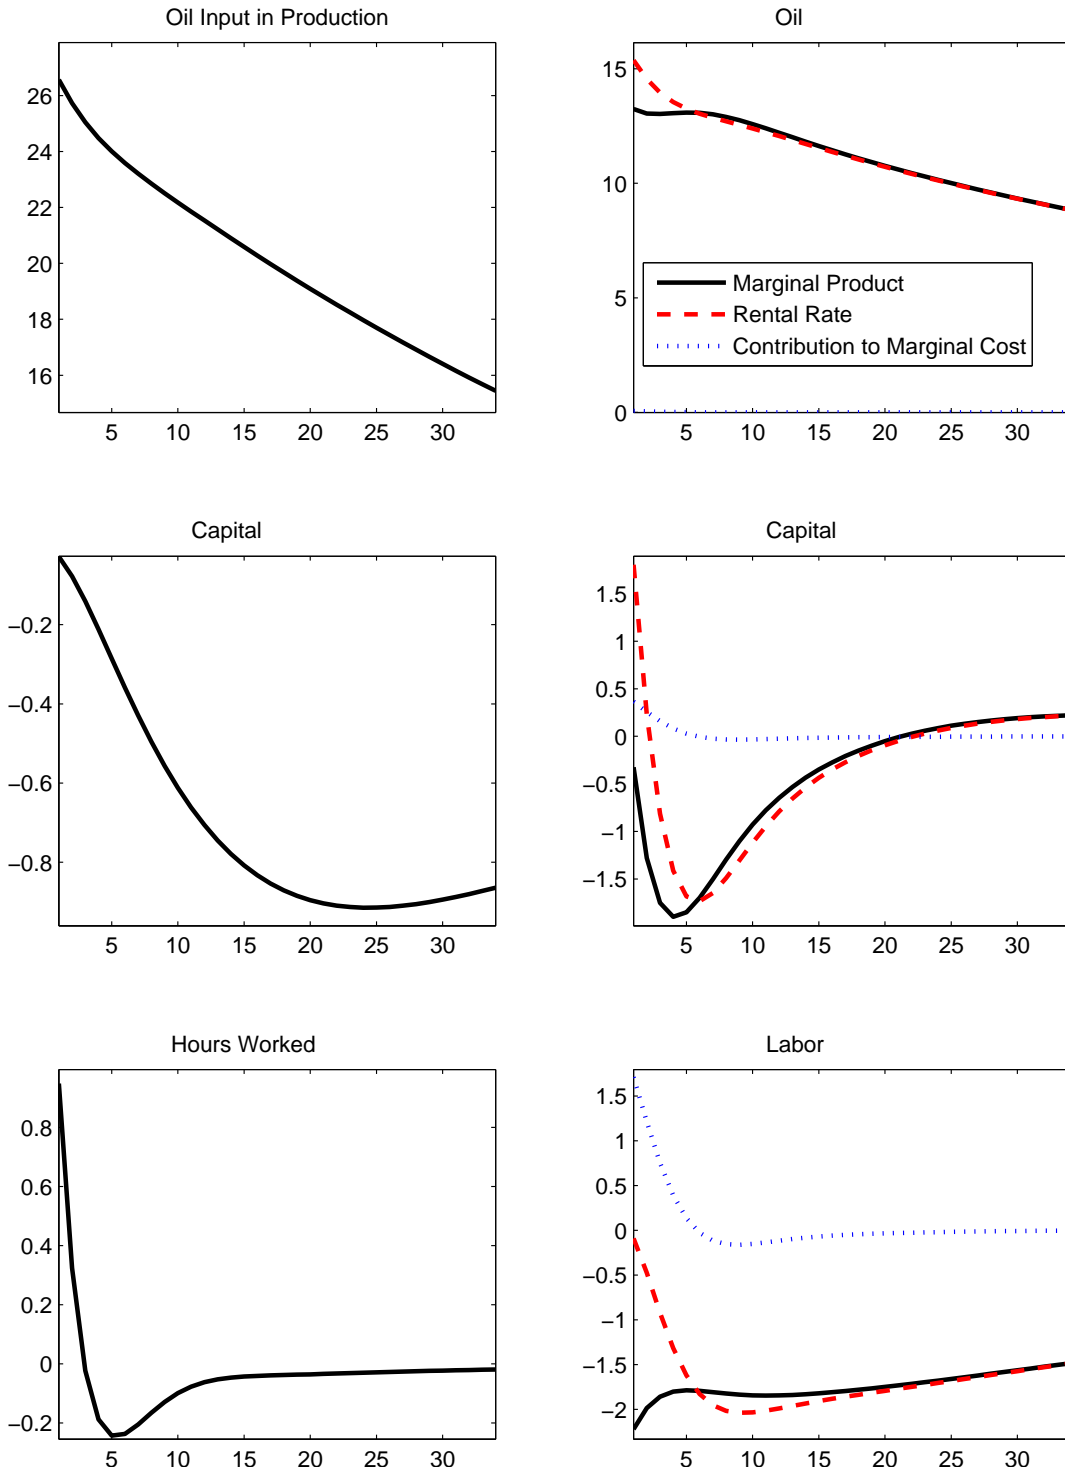 Oil Input in Production
26
24
22
20
18
16
5 10 15 20 25 30
Oil
15
10
5
0
Marginal Product
Rental Rate
Contribution to Marginal Cost
5 10 15 20 25 30
Capital
−0.2
−0.4
−0.6
−0.8
5 10 15 20 25 30
Capital
1.5
1
0.5
0
−0.5
−1
−1.5
5 10 15 20 25 30
Hours Worked
0.8
0.6
0.4
0.2
0
−0.2
5 10 15 20 25 30
Labor
1.5
1
0.5
0
−0.5
−1
−1.5
−2
5 10 15 20 25 30